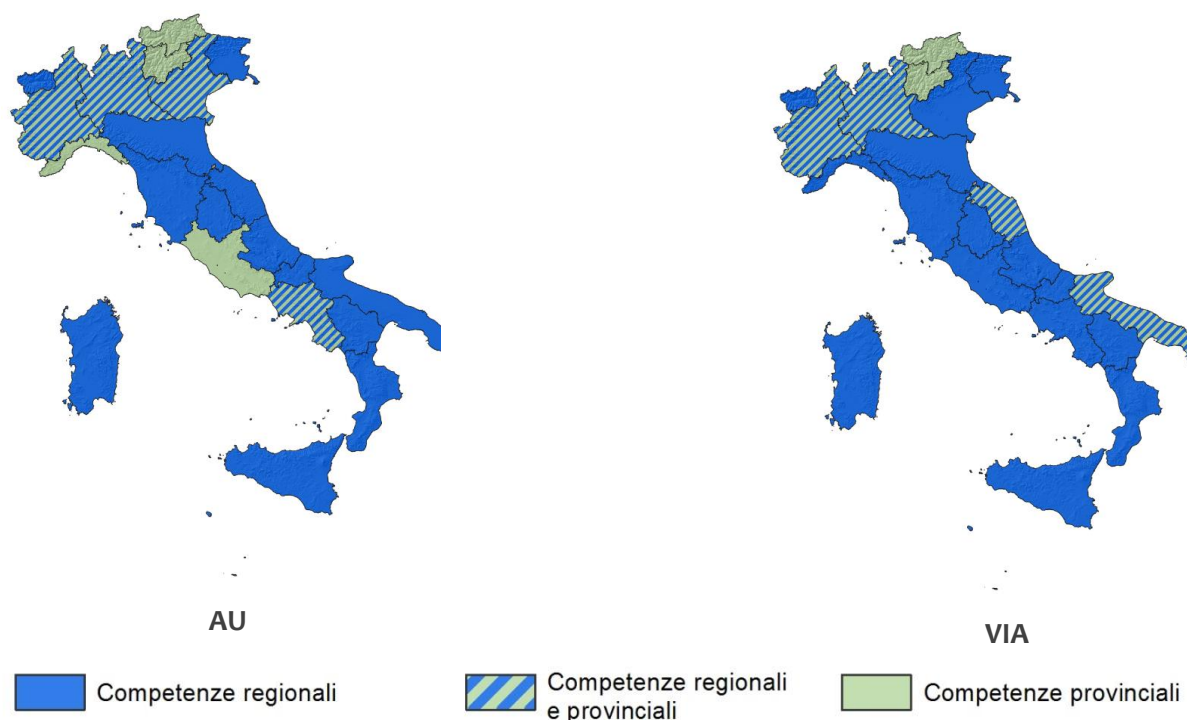 AU
VIA
Competenze regionali
Competenze regionali
e provinciali
Competenze provinciali